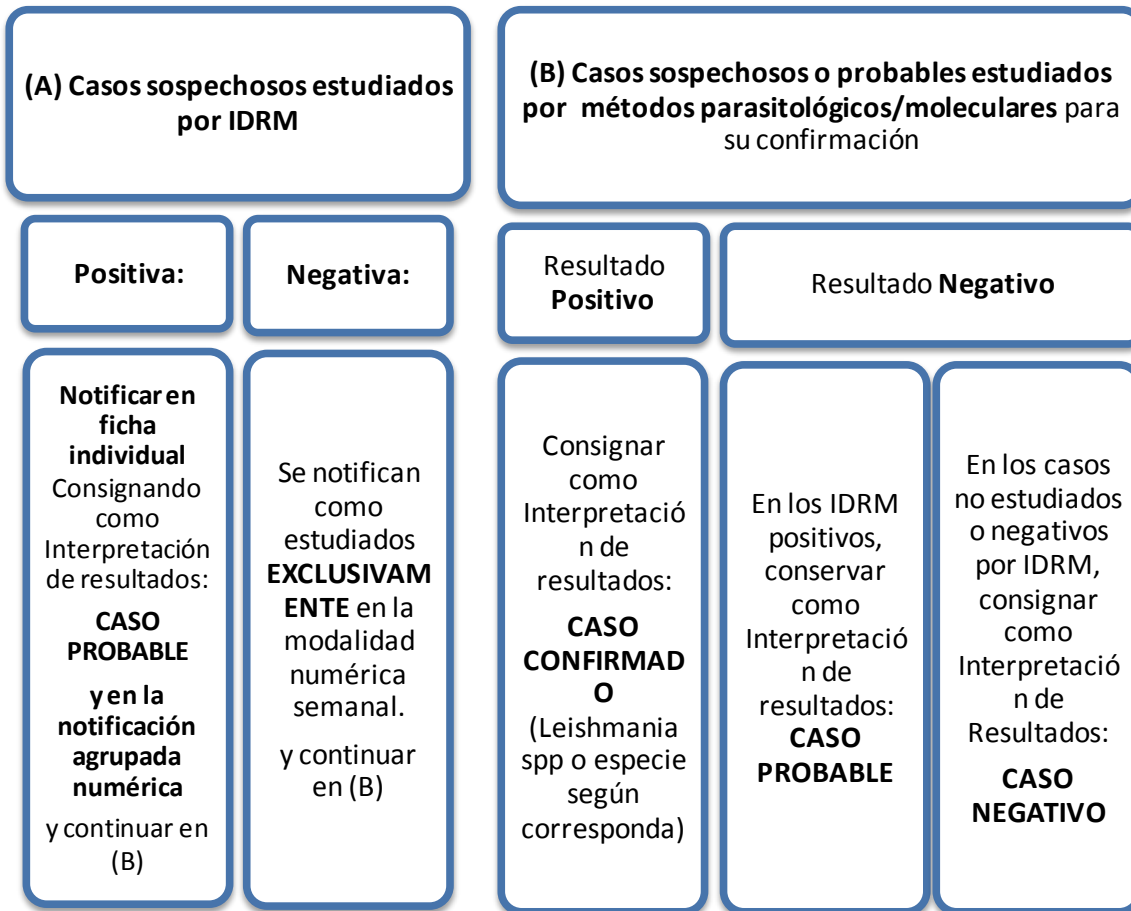 (A) Casos sospechosos estudiados
por IDRM
(B) Casos sospechosos o probables estudiados
por métodos parasitológicos/moleculares para
su confirmación
Positiva:
Negativa:
Resultado
Positivo
Resultado Negativo
Notificar en
ficha
individual
Consignando
como
Interpretación
de resultados:
CASO
PROBABLE
y en la
notificación
agrupada
numérica
y continuar en
(B)
Se notifican
como
estudiados
EXCLUSIVAM
ENTE en la
modalidad
numérica
semanal.
y continuar
en (B)
Consignar
como
Interpretació
n de
resultados:
CASO
CONFIRMAD
O
(Leishmania
spp o especie
según
corresponda)
En los IDRM
positivos,
conservar
como
Interpretació
n de
resultados:
CASO
PROBABLE
En los casos
no estudiados
o negativos
por IDRM,
consignar
como
Interpretació
n de
Resultados:
CASO
NEGATIVO